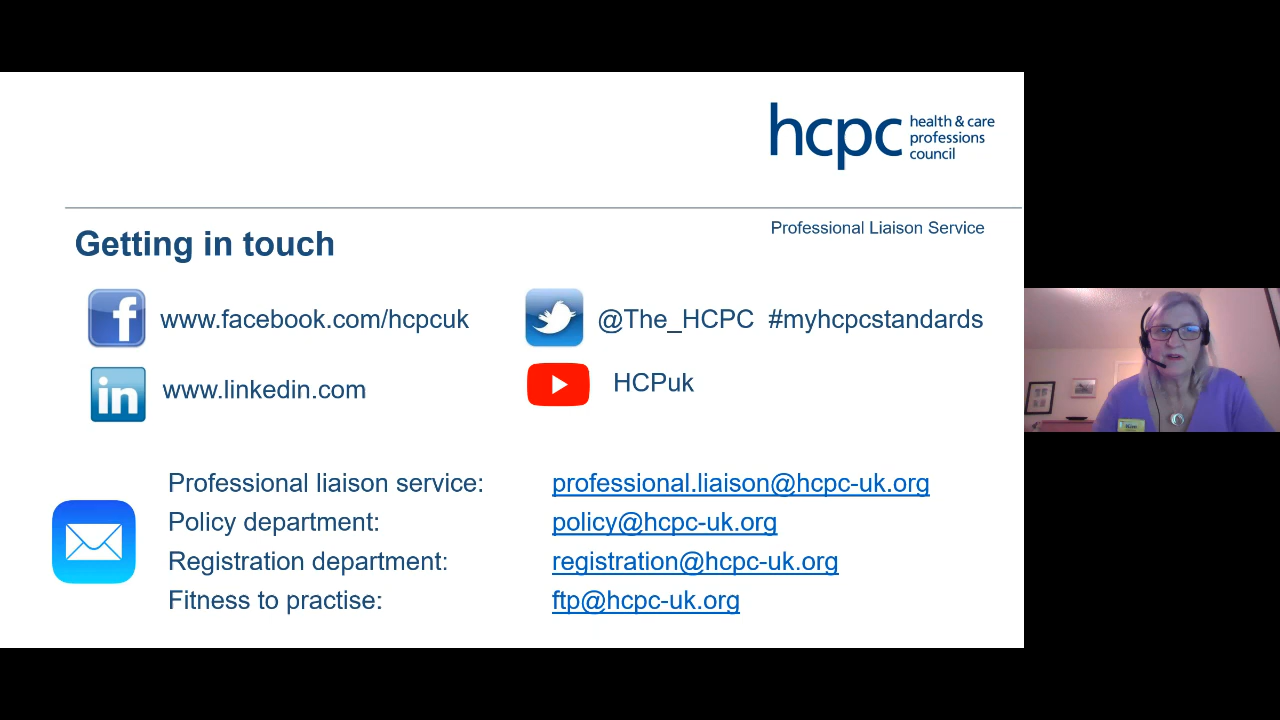 hcpc health & care
professions
council
Professional Liaison Service
Getting in touch
f www.facebook.com/hcpcuk
@The_HCPC #myhcpcstandards
in www.linkedin.com
HCPuk
Professional liaison service: professional.liaison@hcpc-uk.org
Policy department: policy@hcpc-uk.org
Registration department: registration@hcpc-uk.org
Fitness to practise: ftp@hcpc-uk.org